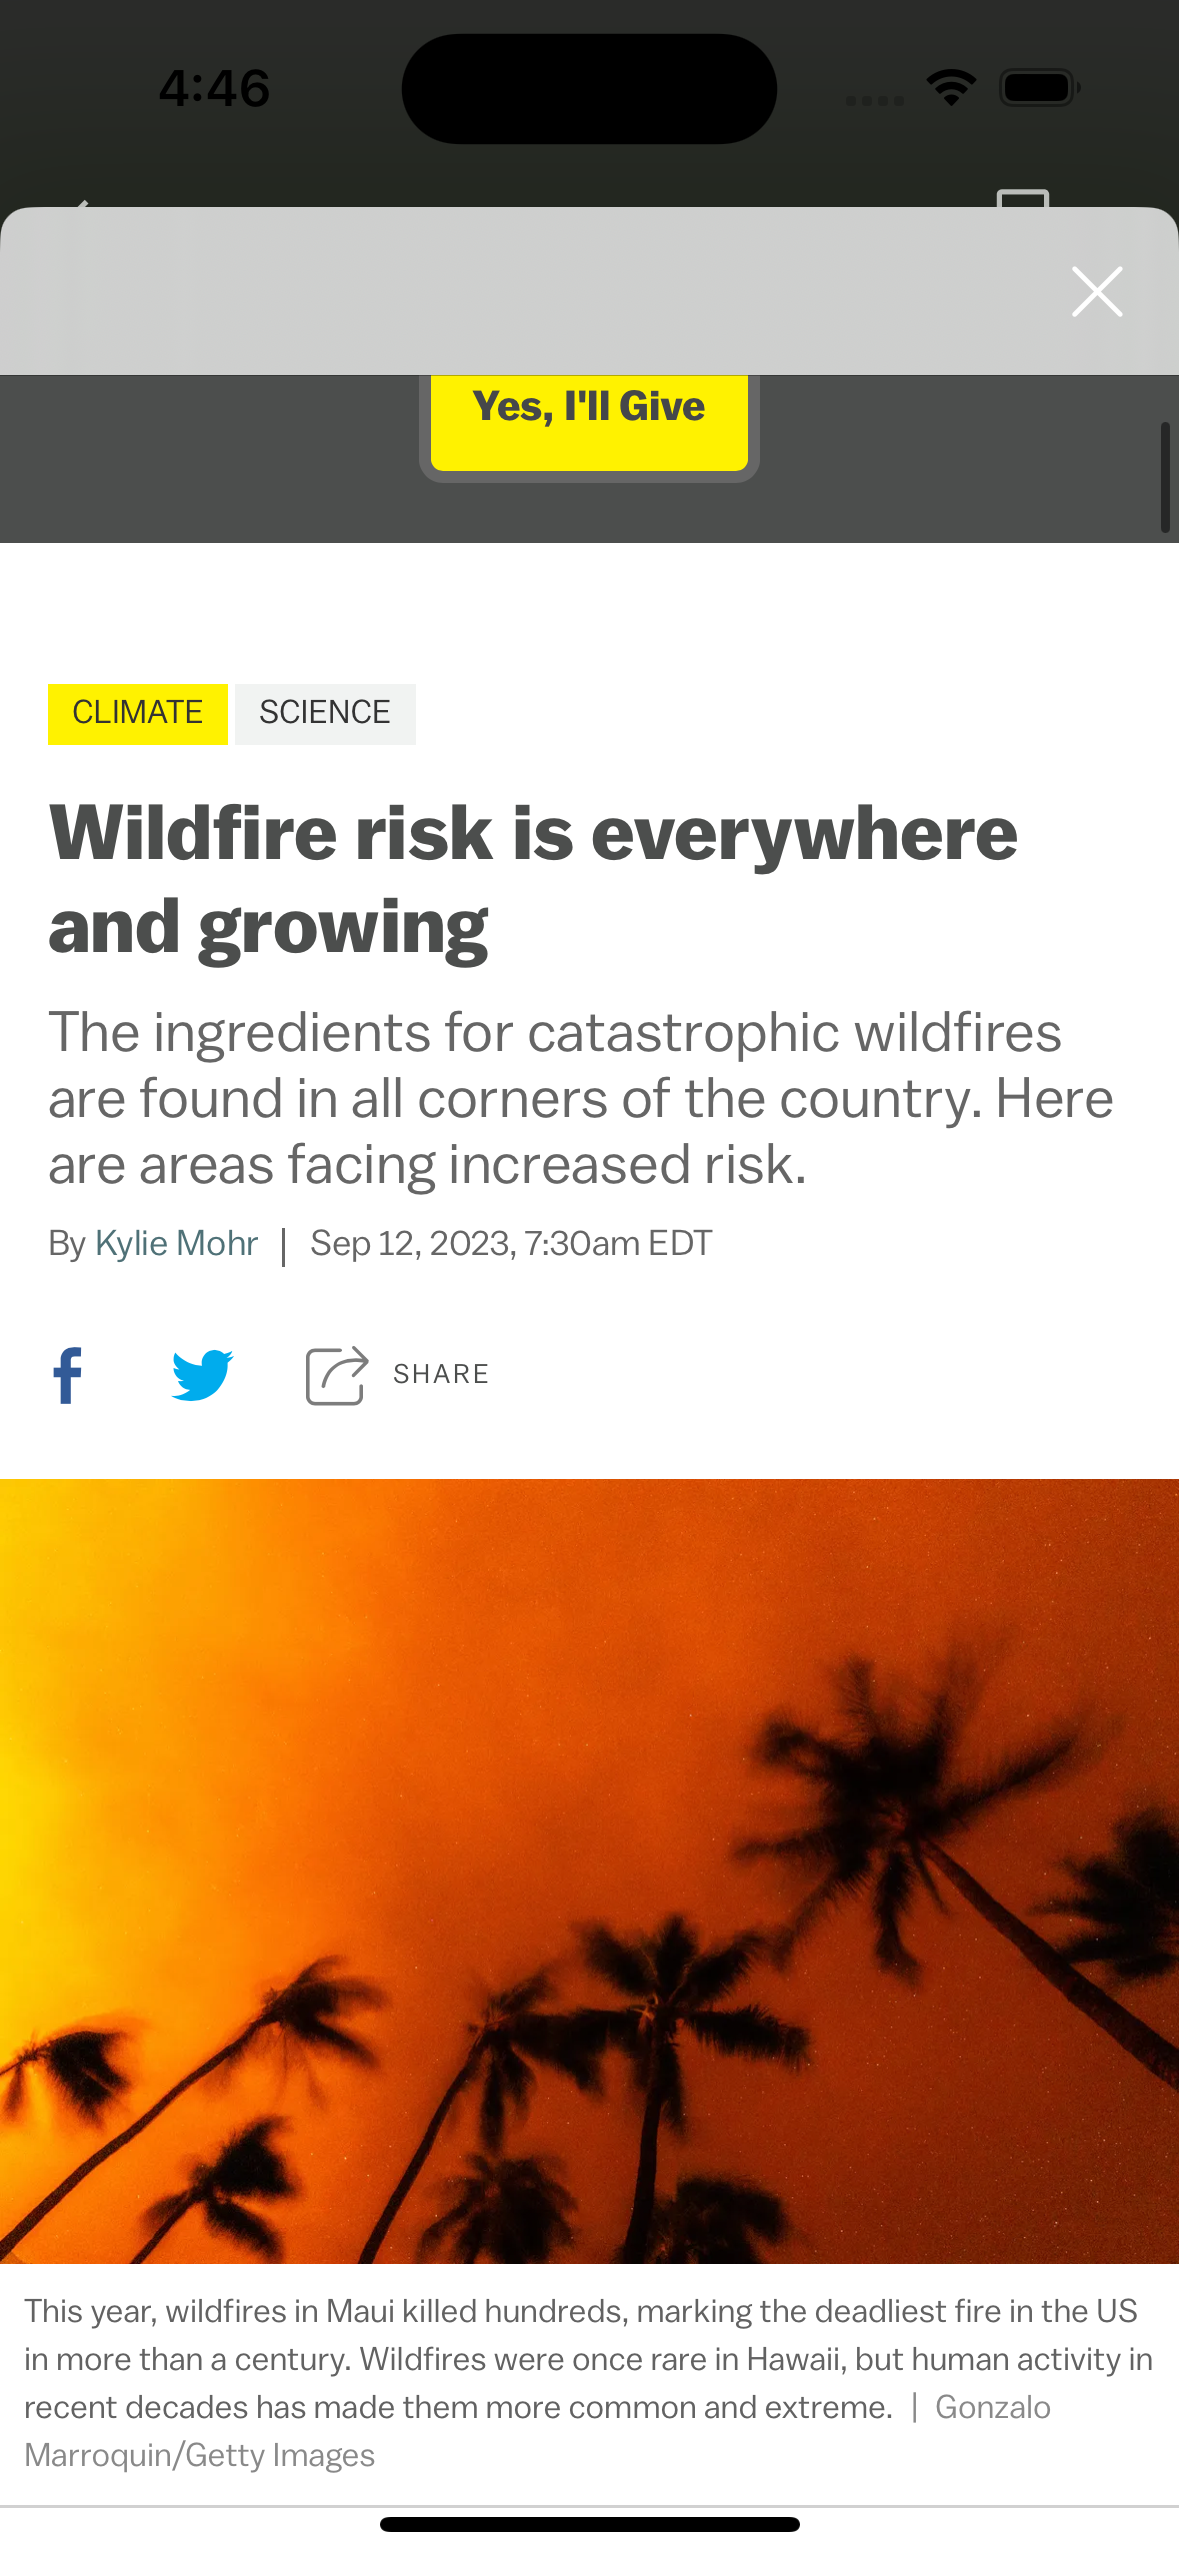 4:46
Yes, I'll Give
CLIMATE SCIENCE
Wildfire risk is everywhere
and growing
The ingredients for catastrophic wildfires
are found in all corners of the country. Here
are areas facing increased risk.
By Kylie Mohr | Sep 12, 2023, 7:30am EDT
SHARE
This year, wildfires in Maui killed hundreds, marking the deadliest fire in the US
in more than a century. Wildfires were once rare in Hawaii, but human activity in
recent decades has made them more common and extreme. | Gonzalo
Marroquin/Getty Images